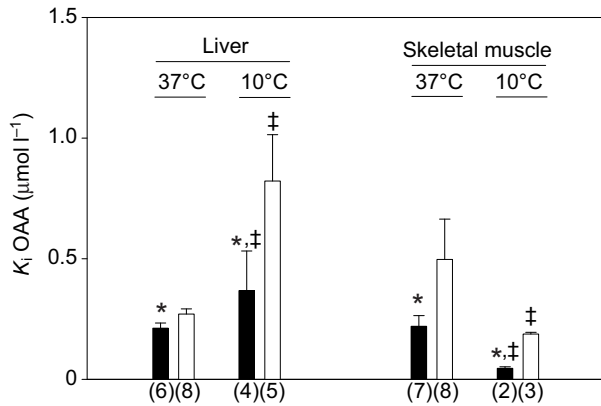 1.5
Liver
Skeletal muscle
37°C
10°C
37°C
10°C
‡
1.0
*,‡
0.5
*
*
‡
*,‡
0
(6)(8)
(4)(5)
(7)(8)
(2)(3)
Ki OAA (μmol l−1)